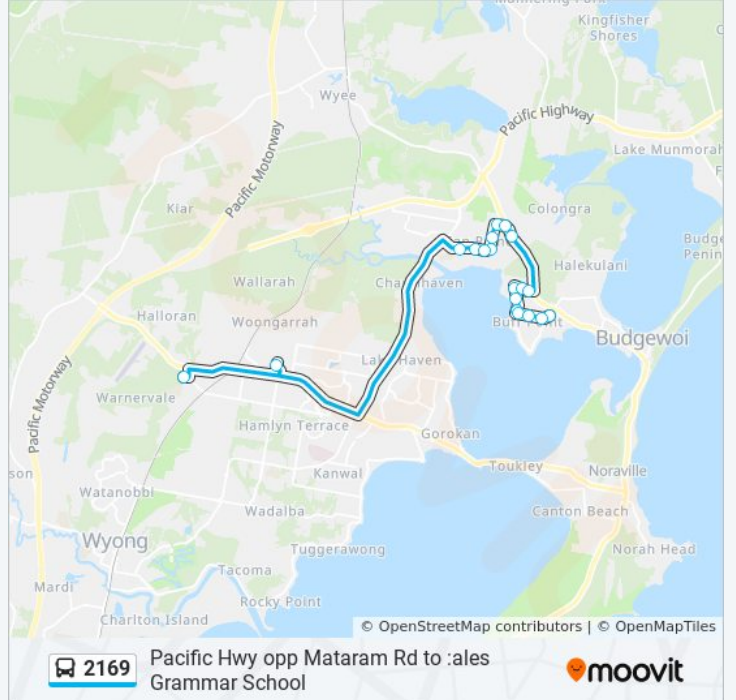 Mannering Park
Kingfisher
Shores
Wyee
Pacific Highway
Lake Munmorah
Pacific Motorway
Kiar
Colongra
Budge
Penin
Halekulani
Wallarah
Charmhaven
Halloran
Woongarrah
Buff Point
Budgewoi
Lake Haven
Pacific Motorway
Warnervale
Hamlyn Terrace
Gorokan
Toukley
Noraville
Kanwal
son
Watanobbi
Canton Beach
Wadalba
Wyong
Tuggerawong
Norah Head
Tacoma
Mardi
Rocky Point
Charlton Island
© OpenStreetMap contributors | © OpenMapTiles
2169
Pacific Hwy opp Mataram Rd to :ales
Grammar School
moovit